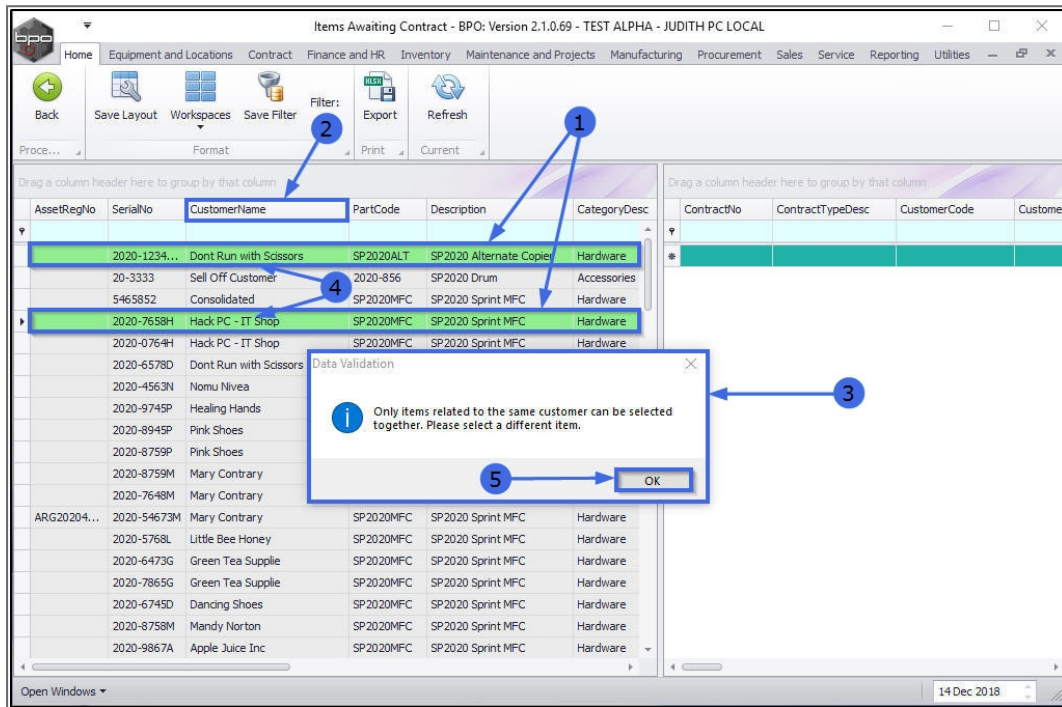 Items Awaiting Contract - BPO: Version 2.1.0.69 - TEST ALPHA - JUDITH PC LOCAL
bpo
Home Equipment and Locations Contract Finance and HR Inventory Maintenance and Projects Manufacturing Procurement Sales Service Reporting Utilities
Back Save Layout Workspaces Save Filter Filter: Export Refresh
XLSX
Proce... Format Print Current
2
1
Drag a column header here to group by that column
AssetRegNo SerialNo CustomerName PartCode Description CategoryDesc
2020-1234... Dont Run with Scissors SP2020ALT SP2020 Alternate Copier Hardware
20-3333 Sell Off Customer 2020-856 SP2020 Drum Accessories
4
5465852 Consolidated SP2020MFC SP2020 Sprint MFC Hardware
2020-7658H Hack PC - IT Shop SP2020MFC SP2020 Sprint MFC Hardware
2020-0764H Hack PC - IT Shop SP2020MFC SP2020 Sprint MFC Hardware
2020-6578D Dont Run with Scissors
2020-4563N Nomu Nivea
2020-9745P Healing Hands
2020-8945P Pink Shoes
2020-8759P Pink Shoes
2020-8759M Mary Contrary
2020-7648M Mary Contrary
ARG20204... 2020-54673M Mary Contrary SP2020MFC SP2020 Sprint MFC Hardware
2020-5768L Little Bee Honey SP2020MFC SP2020 Sprint MFC Hardware
2020-6473G Green Tea Supplie SP2020MFC SP2020 Sprint MFC Hardware
2020-7865G Green Tea Supplie SP2020MFC SP2020 Sprint MFC Hardware
2020-6745D Dancing Shoes SP2020MFC SP2020 Sprint MFC Hardware
2020-8758M Mandy Norton SP2020MFC SP2020 Sprint MFC Hardware
2020-9867A Apple Juice Inc SP2020MFC SP2020 Sprint MFC Hardware
Drag a column header here to group by that column
ContractNo ContractTypeDesc CustomerCode Custome
Data Validation
Only items related to the same customer can be selected
together. Please select a different item.
OK
3
5
Open Windows
14 Dec 2018